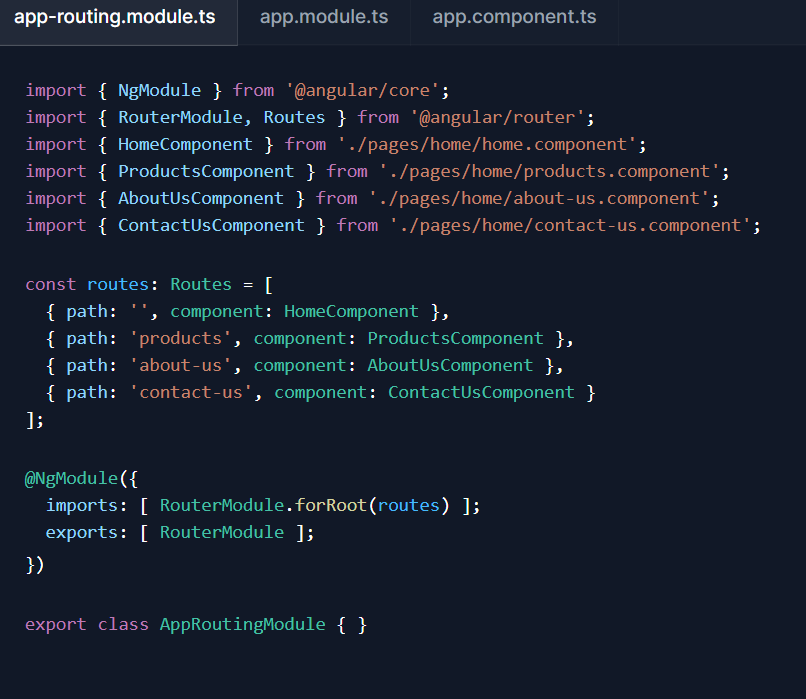 app-routing.module.ts app.module.ts app.component.ts
import { NgModule } from '@angular/core';
import { RouterModule, Routes } from '@angular/router';
import { HomeComponent } from './pages/home/home.component';
import { ProductsComponent } from './pages/home/products.component';
import { AboutUsComponent } from './pages/home/about-us.component';
import { ContactUsComponent } from './pages/home/contact-us.component';
const routes: Routes = [
{ path: '', component: HomeComponent },
{ path: 'products', component: ProductsComponent },
{ path: 'about-us', component: AboutUsComponent },
{ path: 'contact-us', component: ContactUsComponent }
];
@NgModule({
imports: [ RouterModule.forRoot(routes) ];
exports: [ RouterModule ];
})
export class AppRoutingModule { }